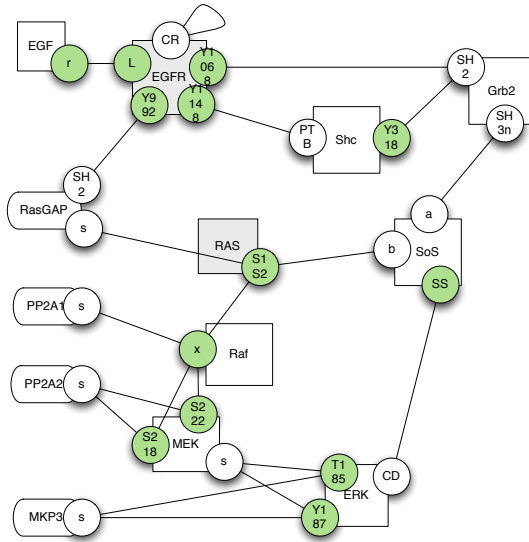 CR
EGF
r
L
EGFR
Y1
06
8
Y9
92
Y1
14
8
SH
2
Grb2
SH
3n
PT
B
Shc
Y3
18
SH
2
RasGAP
s
RAS
S1
S2
a
b
SoS
SS
PP2A1
s
x
Raf
PP2A2
s
S2
22
S2
18
MEK
s
T1
85
CD
ERK
MKP3
s
Y1
87